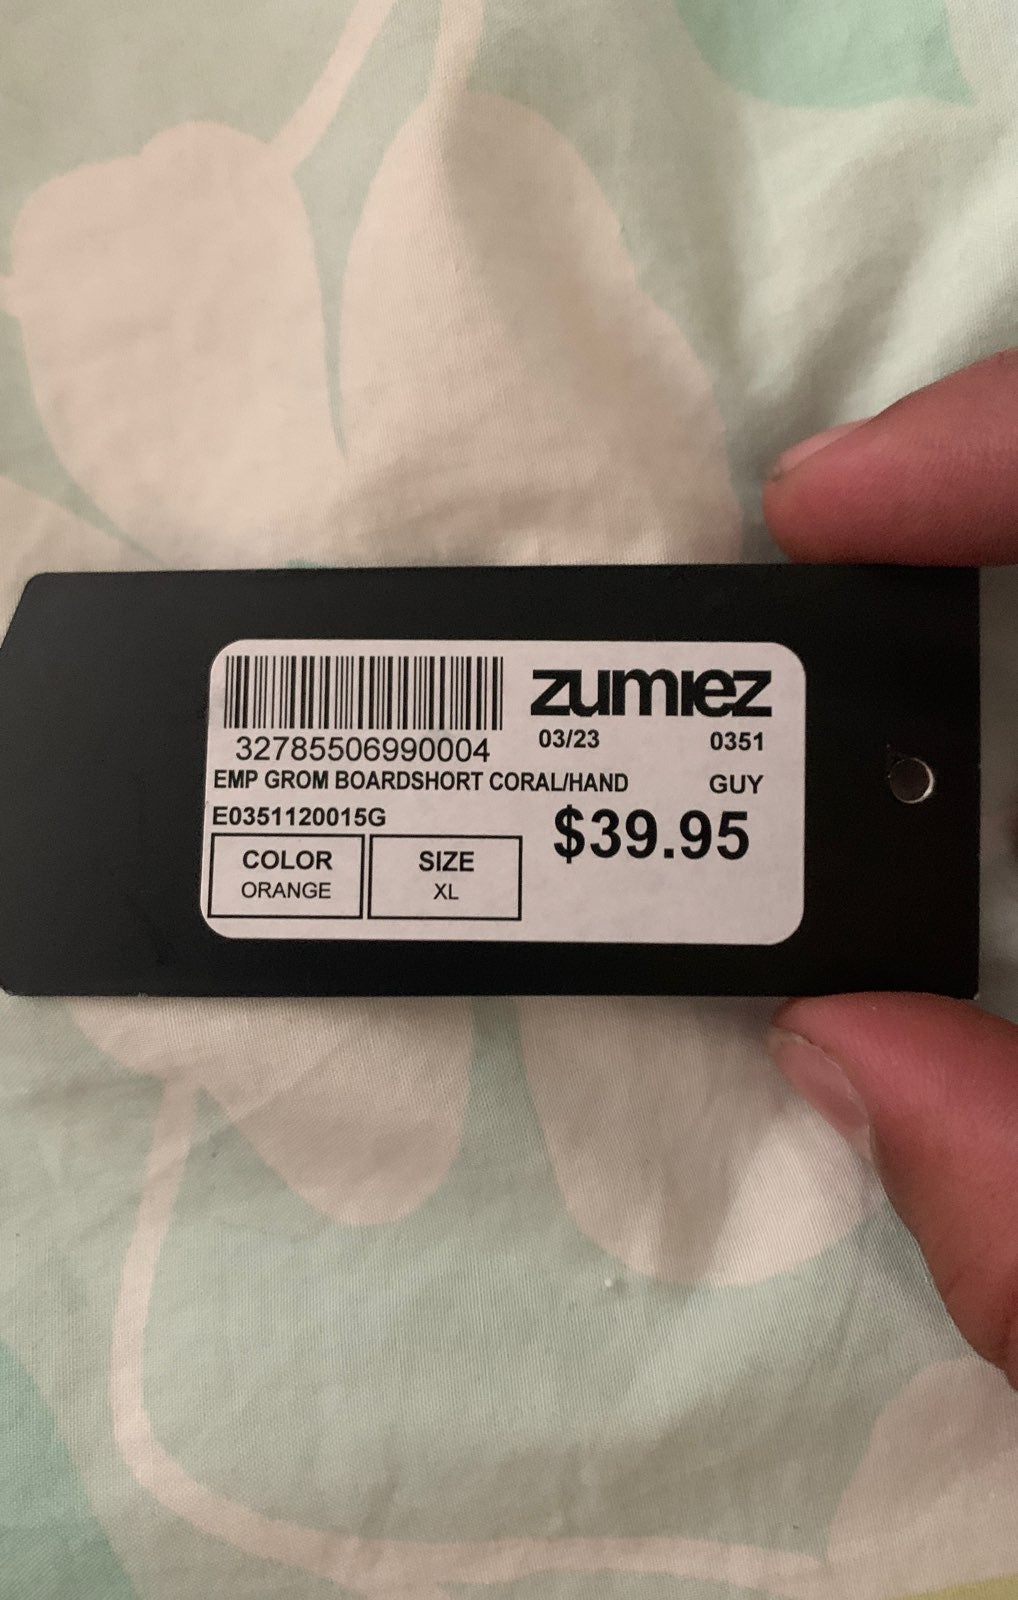 zumiez
32785506990004 03/23 0351
EMP GROM BOARDSHORT CORAL/HAND GUY
E0351120015G $39.95
COLOR SIZE
ORANGE XL